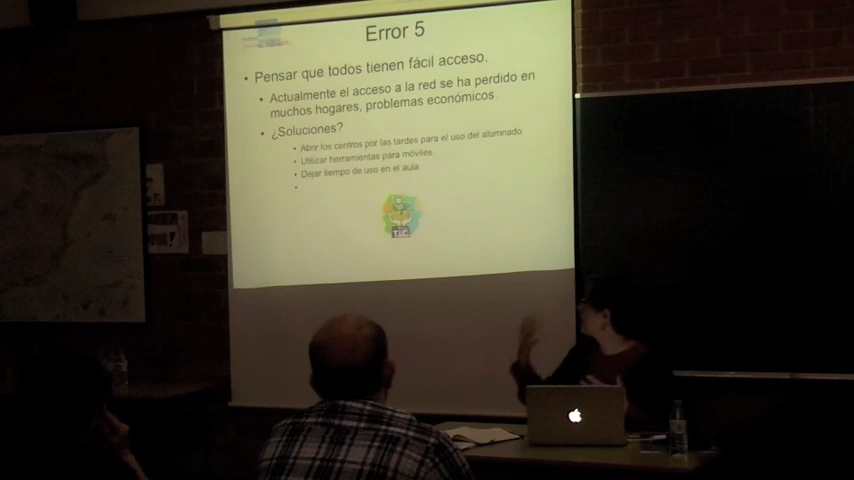 Error 5
• Pensar que todos tienen fácil acceso.
• Actualmente el acceso a la red se ha perdido en
muchos hogares, problemas económicos.
• ¿Soluciones?
• Abrir los centros por las tardes para el uso del alumnado.
• Utilizar herramientas para móviles.
• Dejar tiempo de uso en el aula
•
TIC